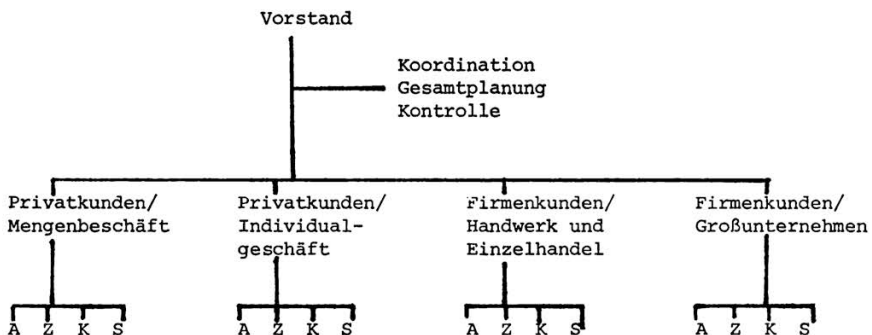 Vorstand
Koordination
Gesamtplanung
Kontrolle
Privatkunden/
Mengenbeschäft
Privatkunden/
Individual-
geschäft
Firmenkunden/
Handwerk und
Einzelhandel
Firmenkunden/
Großunternehmen
A Z K S
A Z K S
A Z K S
A Z K S